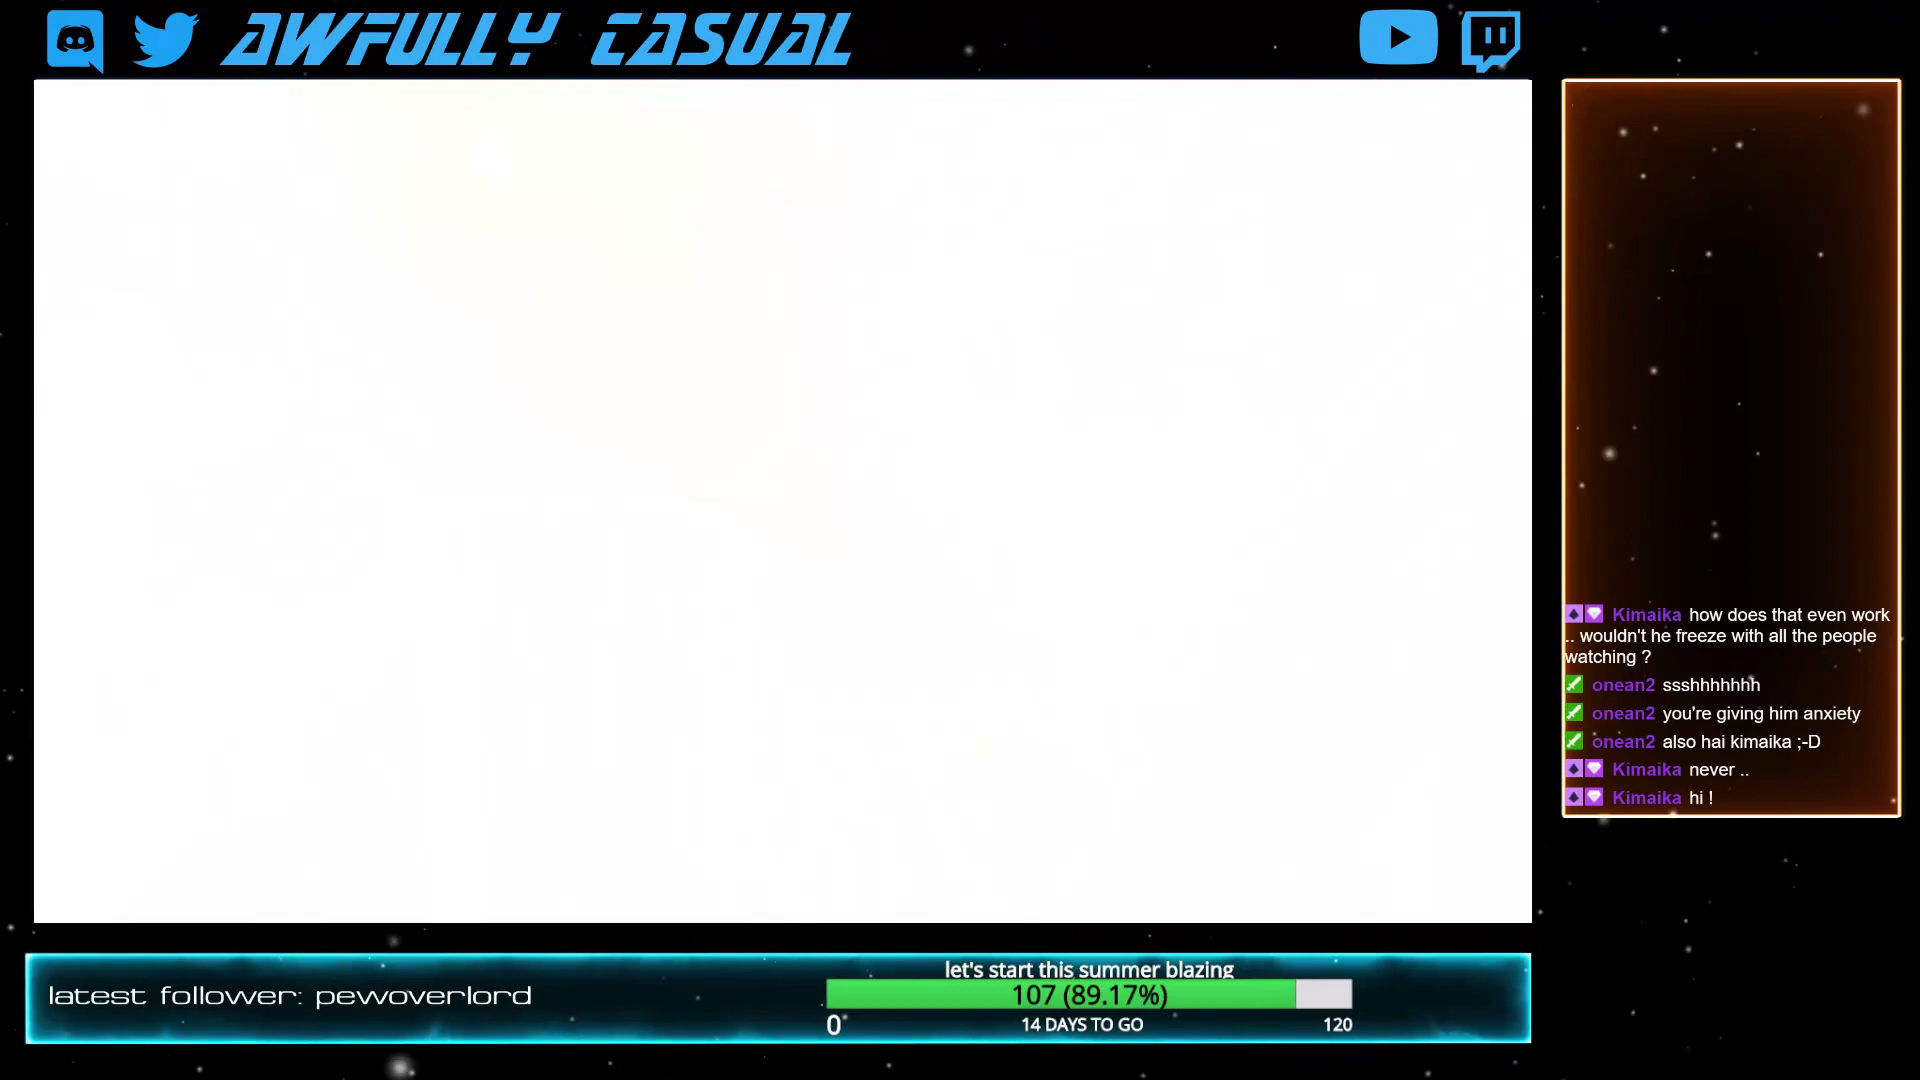 AWFULLY CASUAL
Kimaika how does that even work
.. wouldn't he freeze with all the people
watching ?
onean2 ssshhhhhhh
onean2 you're giving him anxiety
onean2 also hai kimaika ;-D
Kimaika never ..
Kimaika hi !
latest follower: pewoverlord
let's start this summer blazing
107 (89.17%)
0 14 DAYS TO GO 120